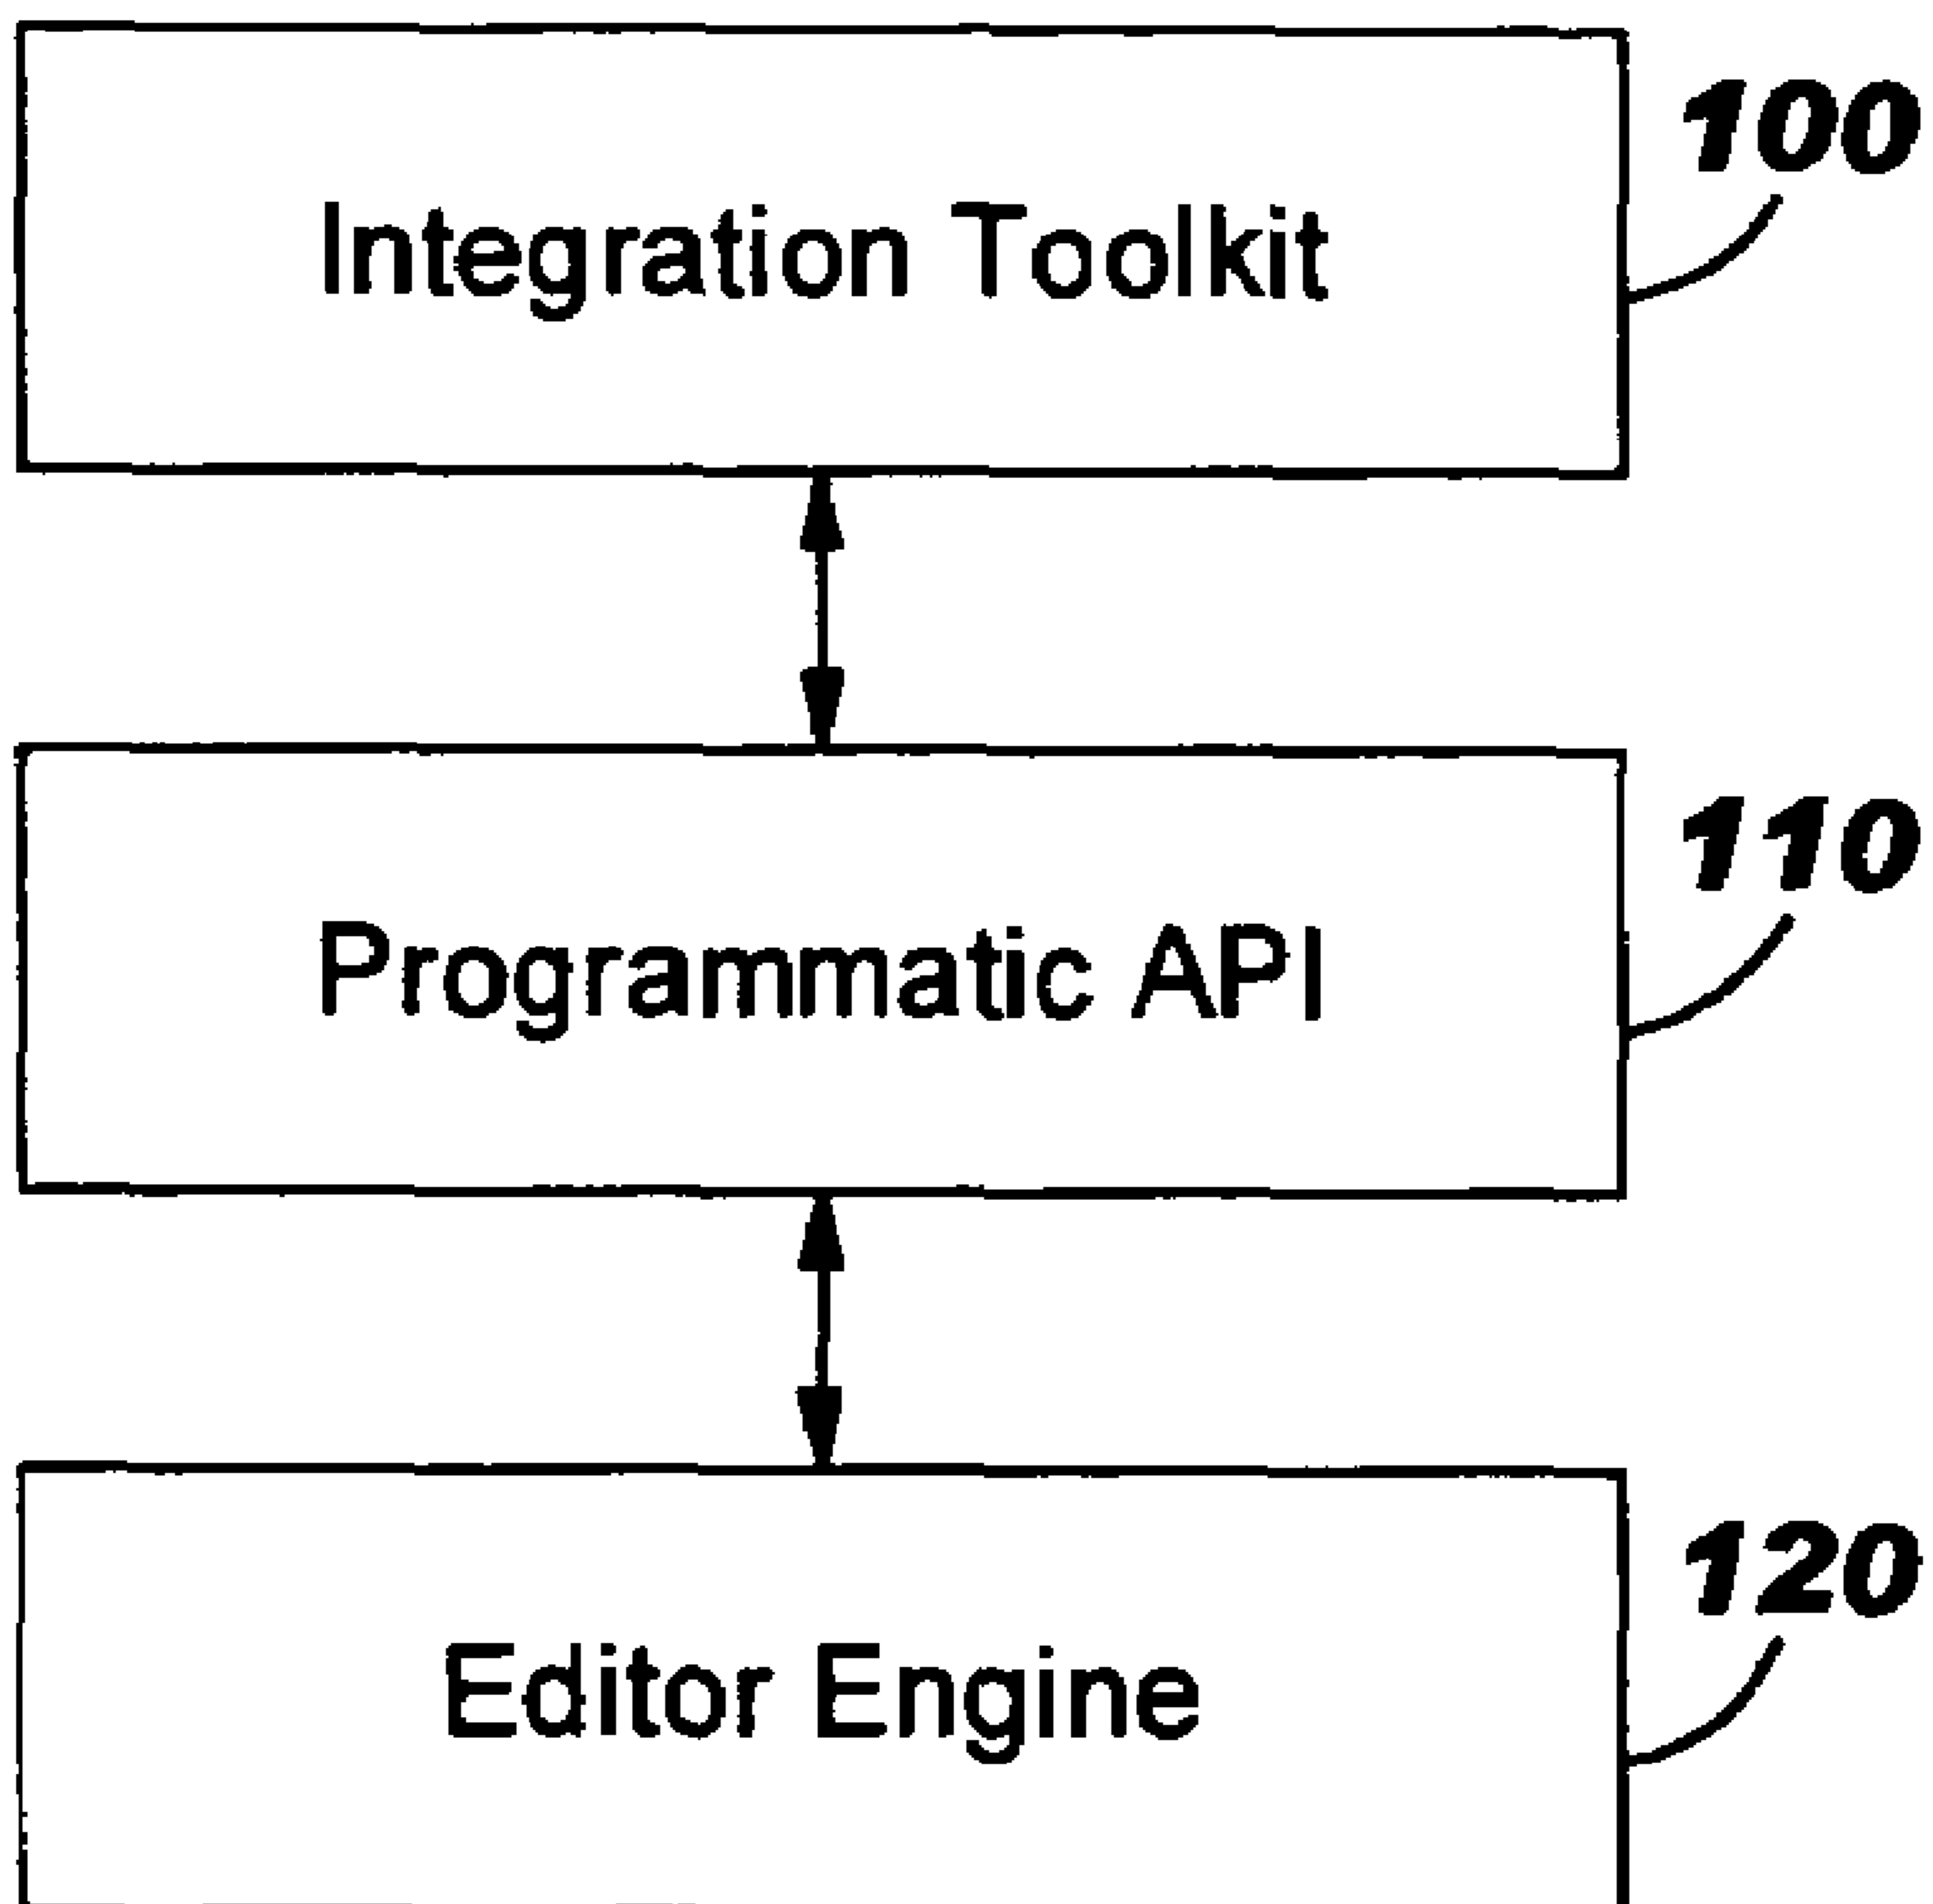 100
Integration Toolkit
110
Programmatic API
120
Editor Engine